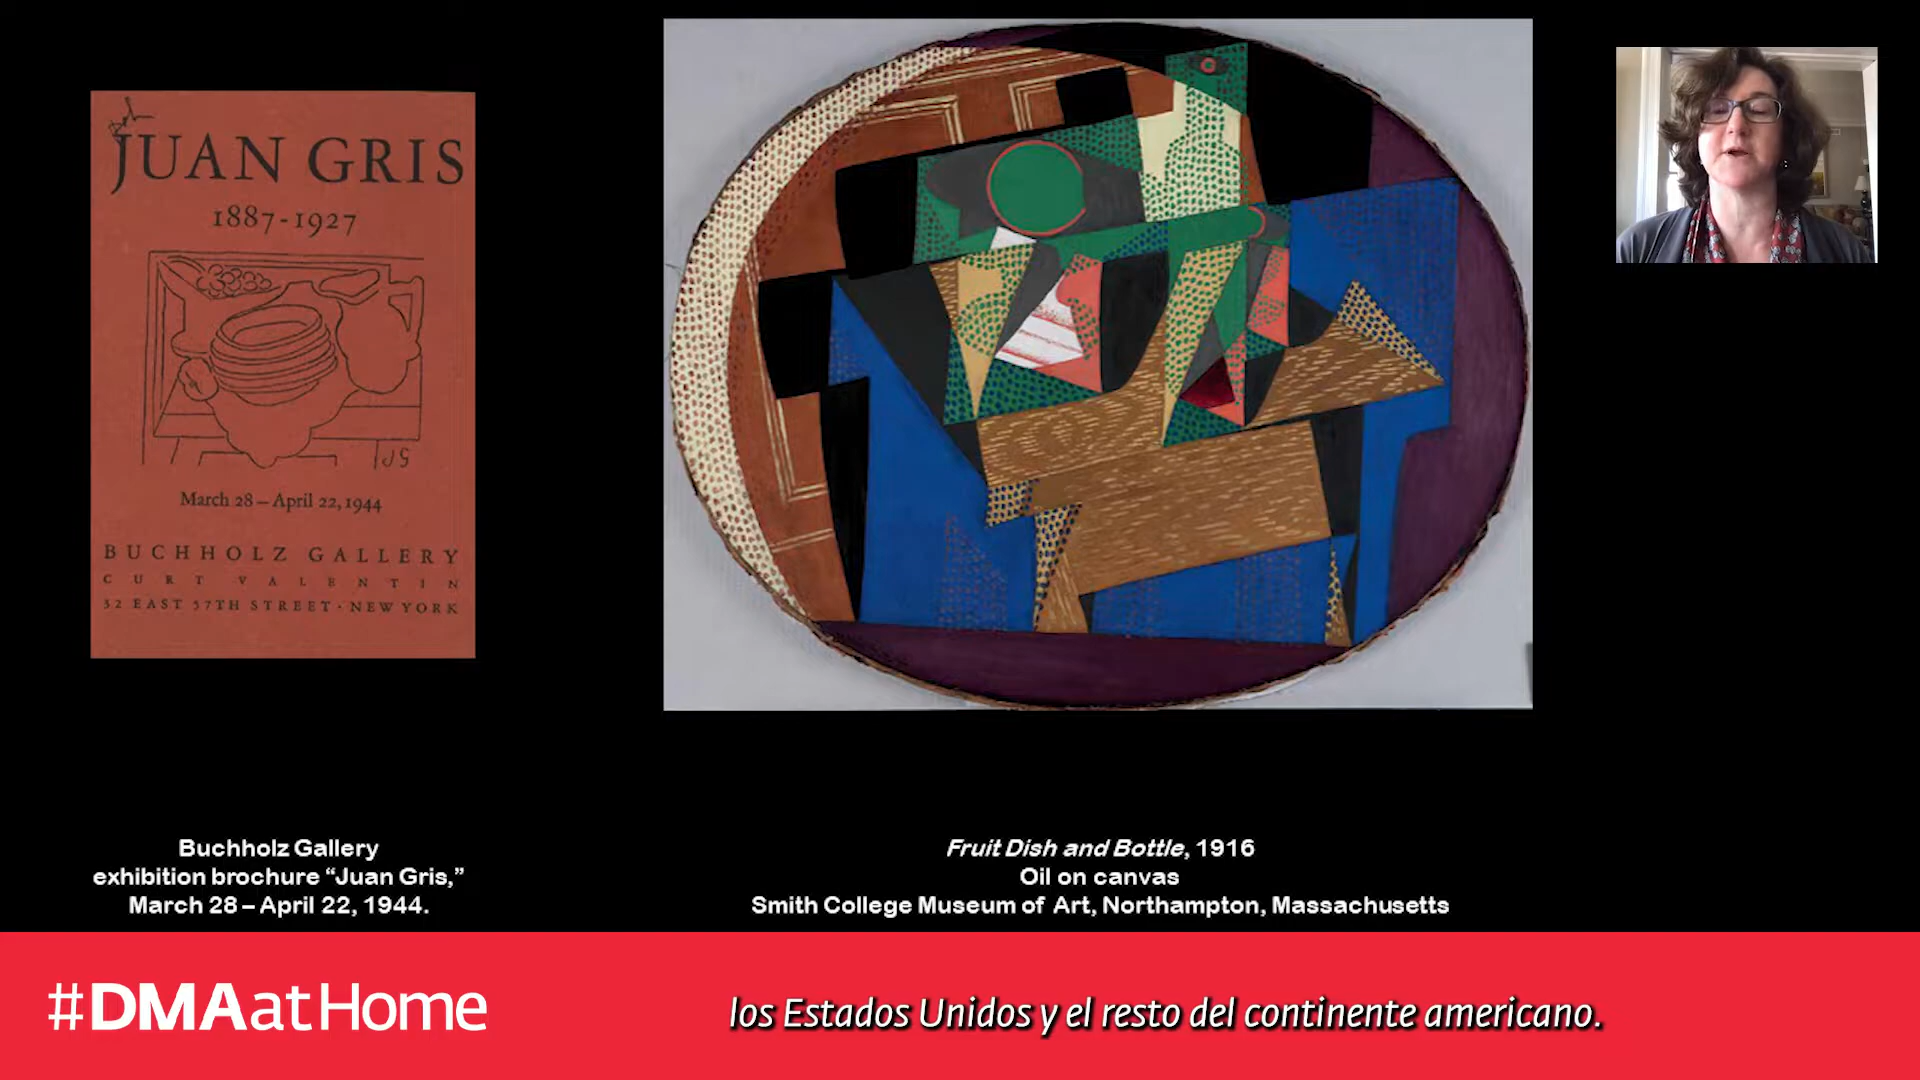 JUAN GRIS
1887-1927
JG
March 28 – April 22, 1944
BUCHHOLZ GALLERY
CURT VALENTIN
32 EAST 57TH STREET · NEW YORK
Buchholz Gallery
exhibition brochure “Juan Gris,”
March 28 – April 22, 1944.
Fruit Dish and Bottle, 1916
Oil on canvas
Smith College Museum of Art, Northampton, Massachusetts
#DMAatHome
los Estados Unidos y el resto del continente americano.